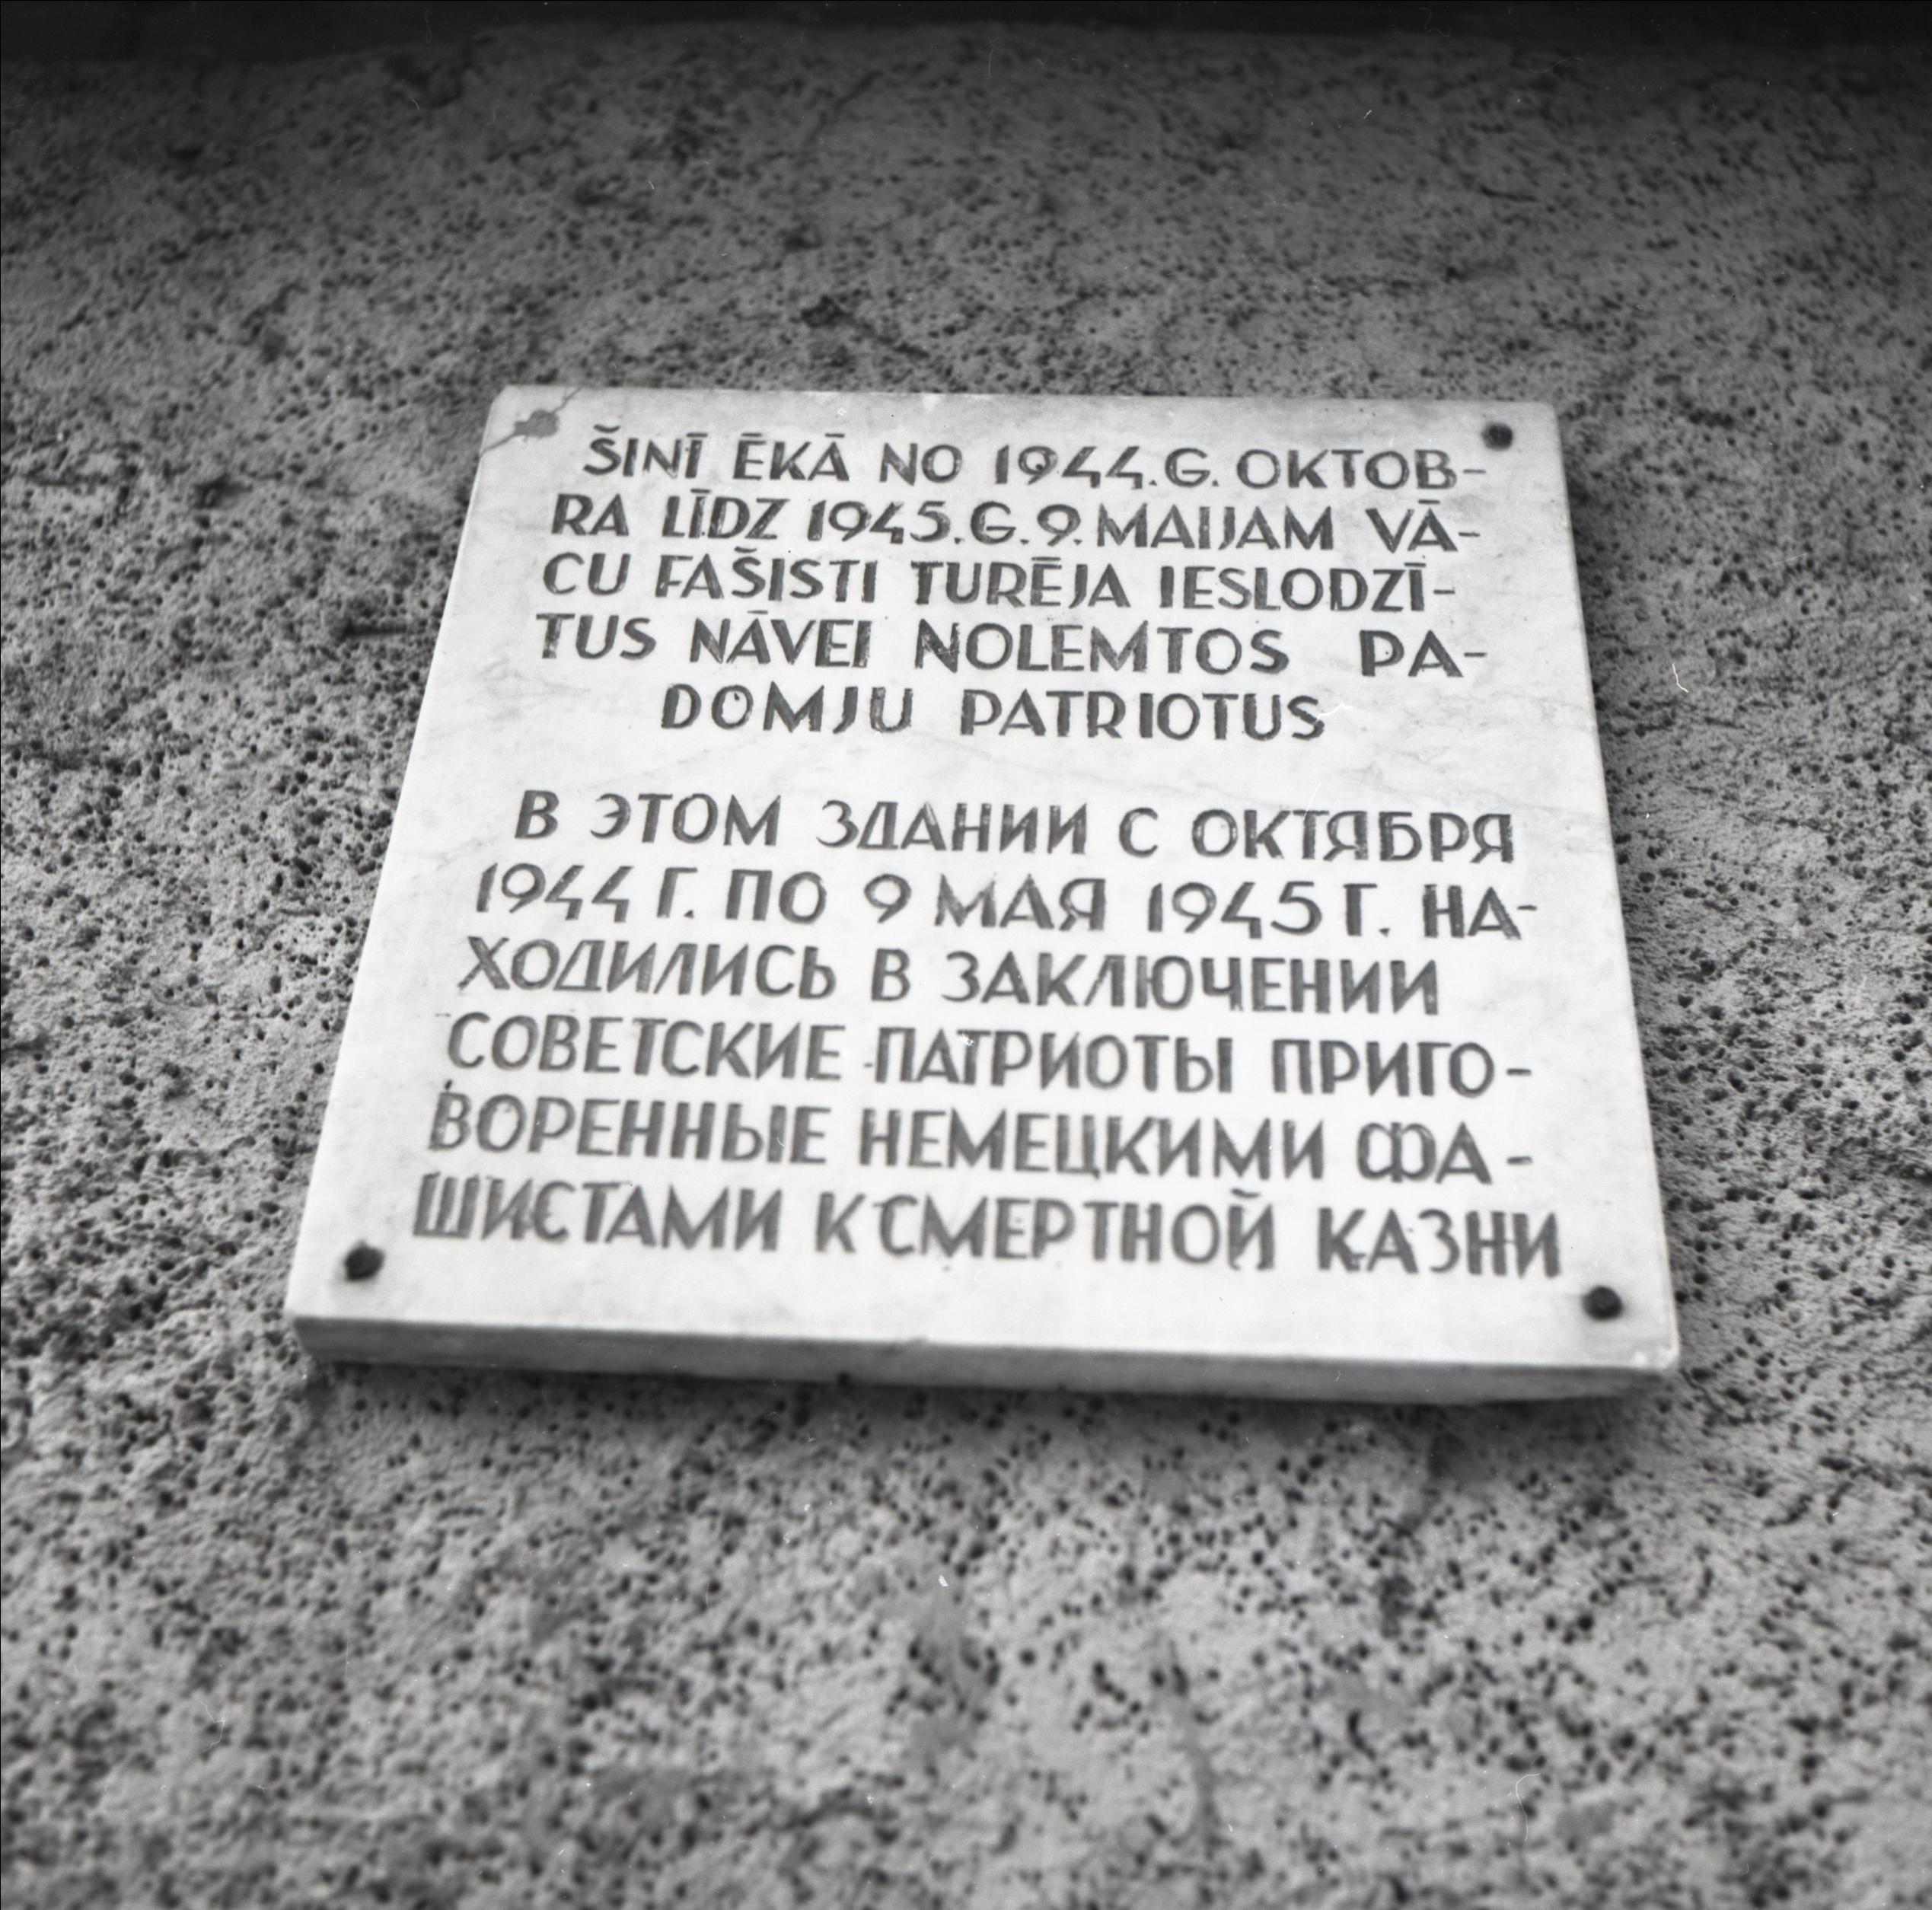 ŠINĪ ĒKĀ NO 1944.G. OKTOB-
RA LĪDZ 1945.G.9.MAIJAM VĀ-
CU FAŠISTI TURĒJA IESLODZĪ-
TUS NĀVEI NOLEMTOS PA-
DOMJU PATRIOTUS
В ЭТОМ ЗДАНИИ С ОКТЯБРЯ
1944 Г. ПО 9 МАЯ 1945 Г. НА-
ХОДИЛИСЬ В ЗАКЛЮЧЕНИИ
СОВЕТСКИЕ ПАТРИОТЫ ПРИГО-
ВОРЕННЫЕ НЕМЕЦКИМИ ФА-
ШИСТАМИ К СМЕРТНОЙ КАЗНИ